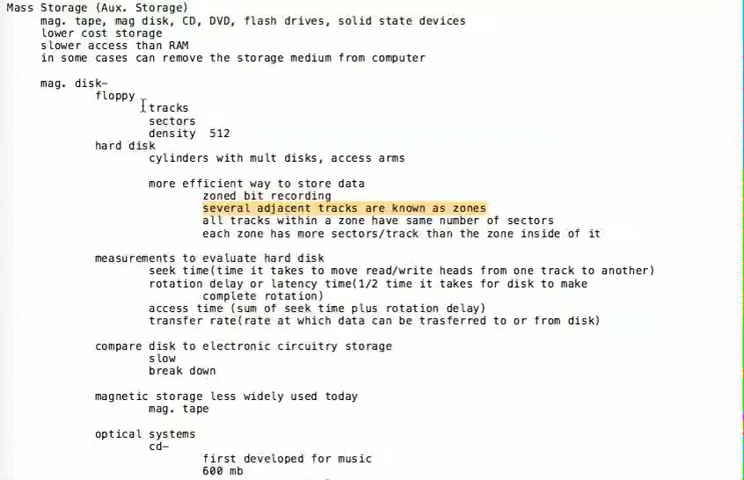 Mass Storage (Aux. Storage)
mag. tape, mag disk, CD, DVD, flash drives, solid state devices
lower cost storage
slower access than RAM
in some cases can remove the storage medium from computer
mag. disk-
floppy
tracks
sectors
density 512
hard disk
cylinders with mult disks, access arms
more efficient way to store data
zoned bit recording
several adjacent tracks are known as zones
all tracks within a zone have same number of sectors
each zone has more sectors/track than the zone inside of it
measurements to evaluate hard disk
seek time(time it takes to move read/write heads from one track to another)
rotation delay or latency time(1/2 time it takes for disk to make
complete rotation)
access time (sum of seek time plus rotation delay)
transfer rate(rate at which data can be trasferred to or from disk)
compare disk to electronic circuitry storage
slow
break down
magnetic storage less widely used today
mag. tape
optical systems
cd-
first developed for music
600 mb